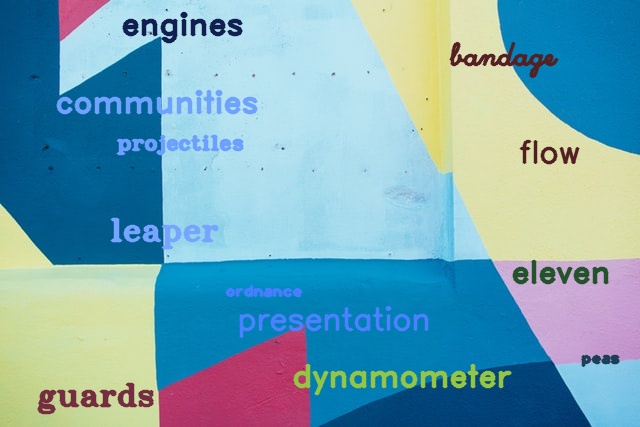 engines
bandage
communities
projectiles
flow
leaper
eleven
ordnance
presentation
peas
dynamometer
guards